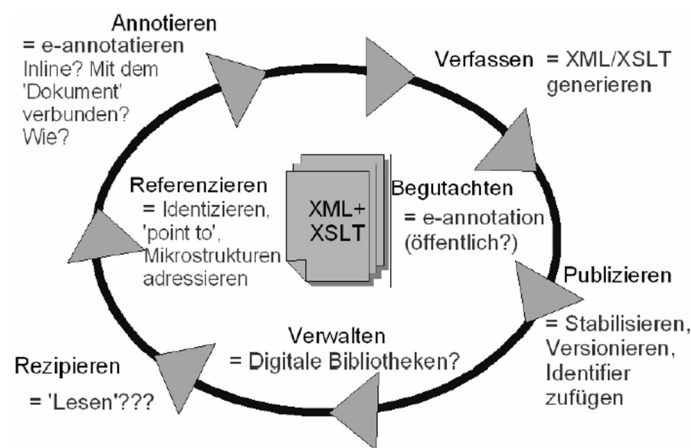 Annotieren
= e-annotatieren
Inline? Mit dem
'Dokument'
verbunden?
Wie?
Verfassen = XML/XSLT
generieren
Referenzieren
= Identizieren,
'point to',
Mikrostrukturen
adressieren
XML+
XSLT
Begutachten
= e-annotation
(öffentlich?)
Publizieren
= Stabilisieren,
Versionieren,
Identifier
zufügen
Verwalten
= Digitale Bibliotheken?
Rezipieren
= 'Lesen'???